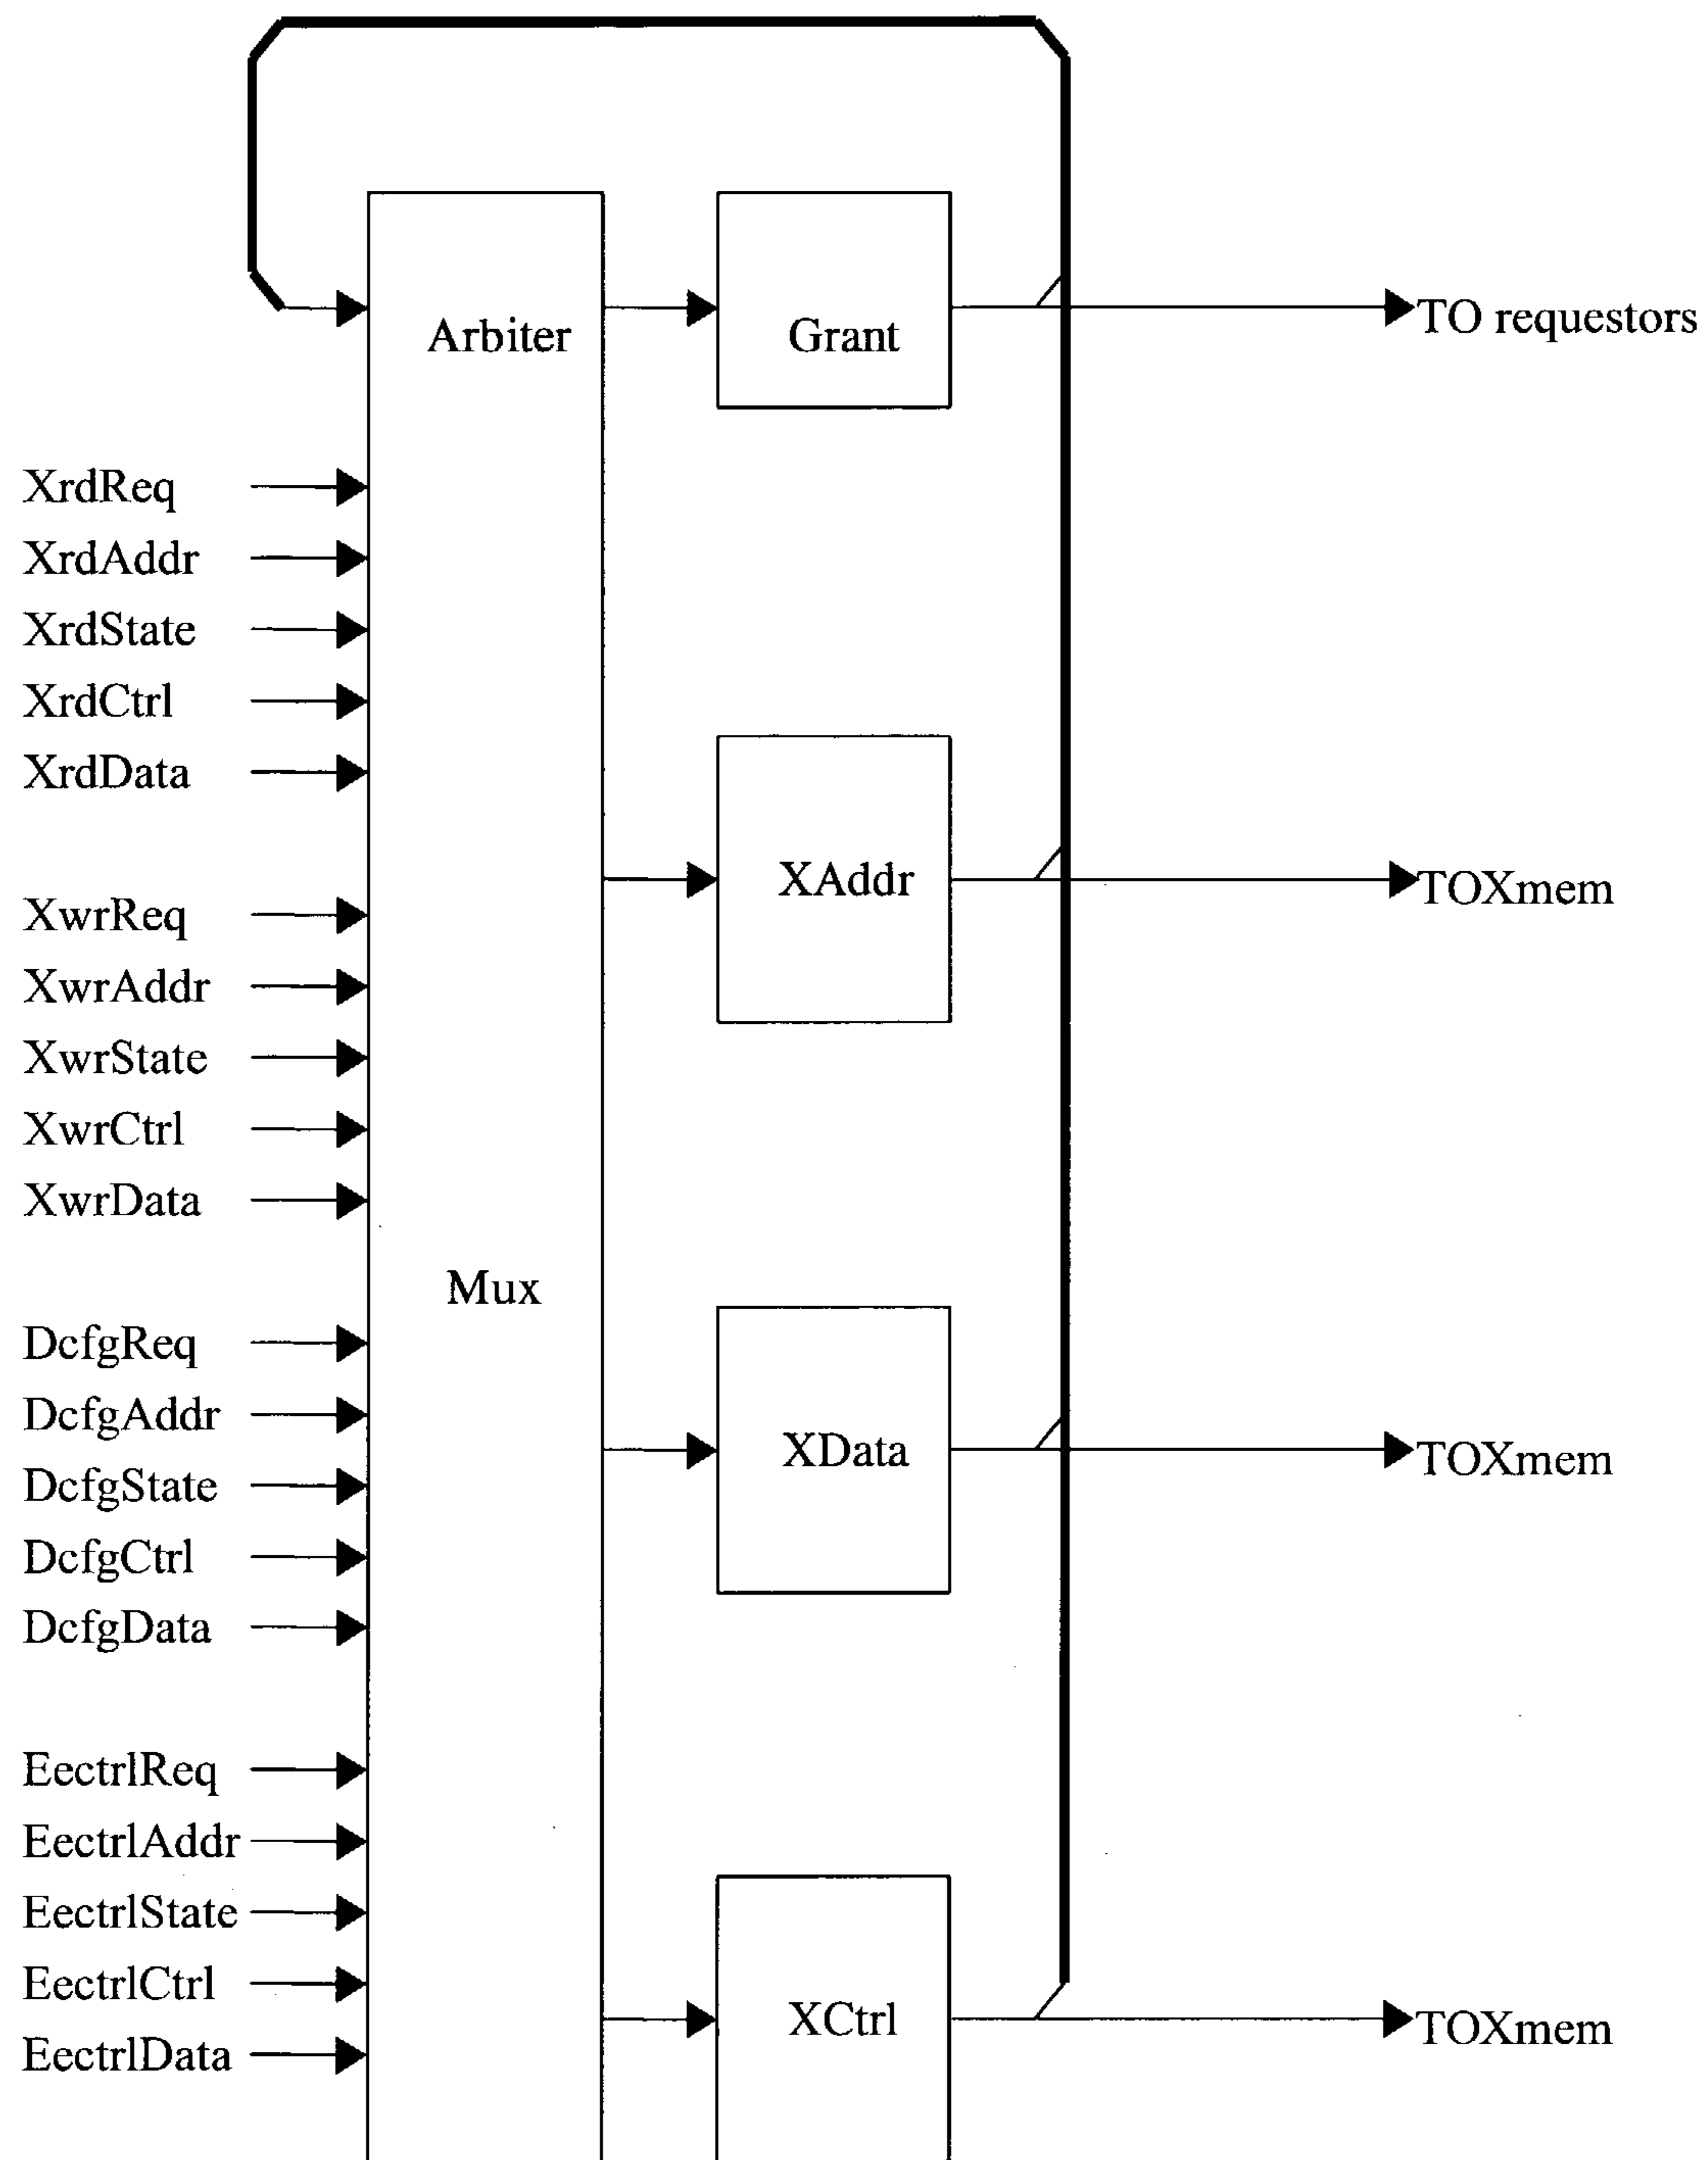 Arbiter
Grant
TO requestors
XrdReq
XrdAddr
XrdState
XrdCtrl
XrdData
XAddr
TOXmem
XwrReq
XwrAddr
XwrState
XwrCtrl
XwrData
Mux
DcfgReq
DcfgAddr
DcfgState
DcfgCtrl
DcfgData
XData
TOXmem
EectrlReq
EectrlAddr
EectrlState
EectrlCtrl
EectrlData
XCtrl
TOXmem